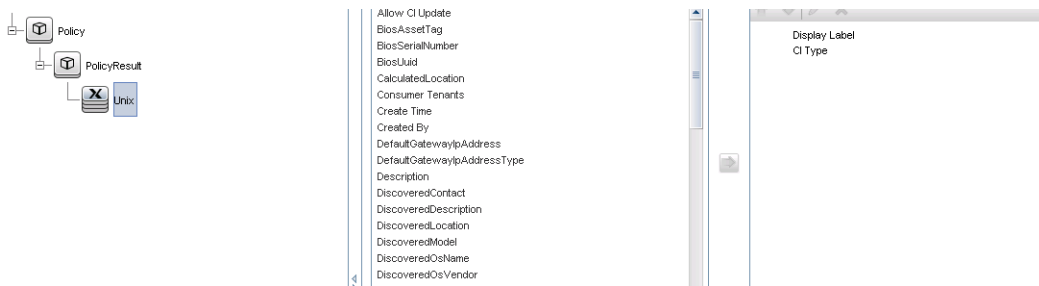 Policy
PolicyResult
Unix
Allow CI Update
BiosAssetTag
BiosSerialNumber
BiosUuid
CalculatedLocation
Consumer Tenants
Create Time
Created By
DefaultGatewayIpAddress
DefaultGatewayIpAddressType
Description
DiscoveredContact
DiscoveredDescription
DiscoveredLocation
DiscoveredModel
DiscoveredOsName
DiscoveredOsVendor
Display Label
CI Type